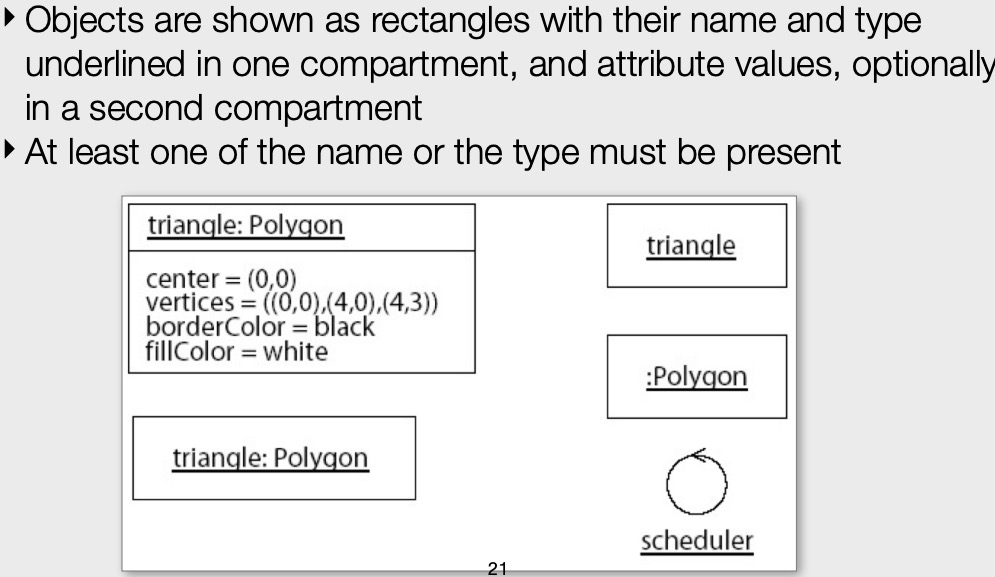 Objects are shown as rectangles with their name and type
underlined in one compartment, and attribute values, optionally
in a second compartment
At least one of the name or the type must be present
triangle: Polygon
center = (0,0)
vertices = ((0,0),(4,0),(4,3))
borderColor = black
fillColor = white
triangle: Polygon
triangle
:Polygon
scheduler
21